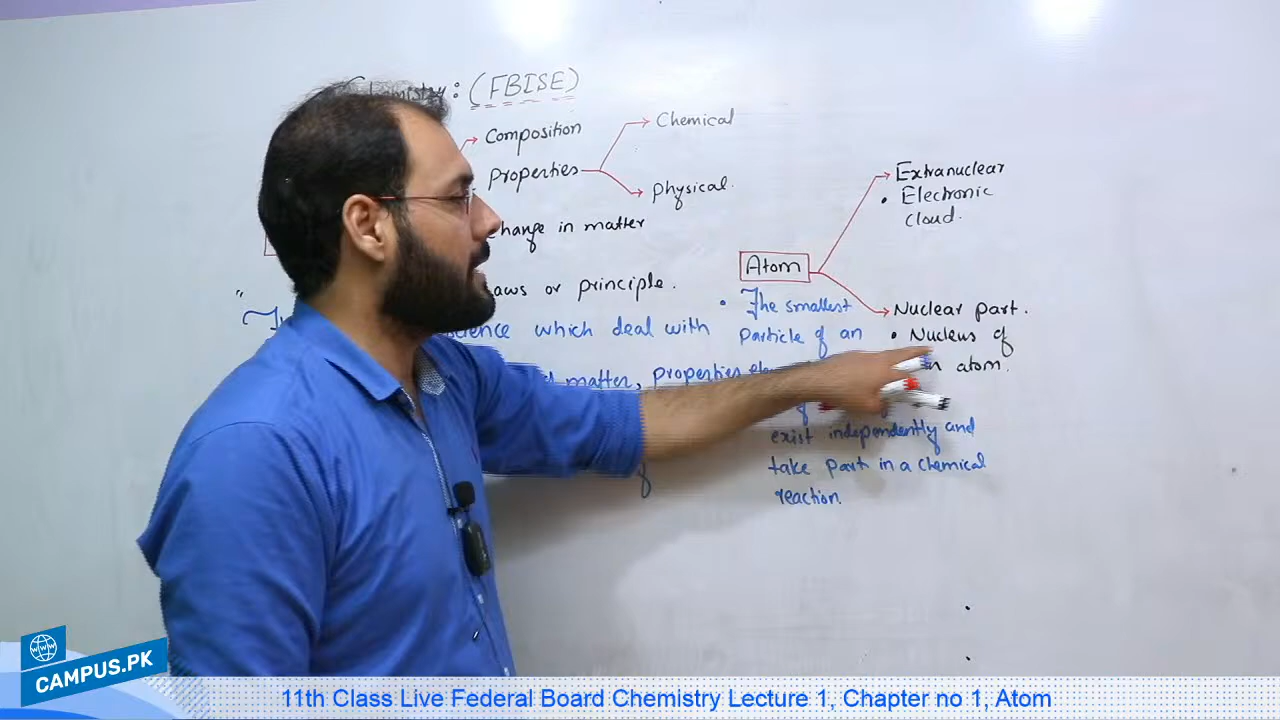 Chemistry: (FBISE)
Composition
Properties
Chemical
Physical.
change in matter
laws or principle.
"
science which deal with
matter, properties
Atom
• The smallest
Particle of an
exist independently and
take part in a chemical
reaction.
Extranuclear
• Electronic
cloud.
Nuclear part.
• Nucleus of
atom.
of
CAMPUS.PK
11th Class Live Federal Board Chemistry Lecture 1, Chapter no 1, Atom